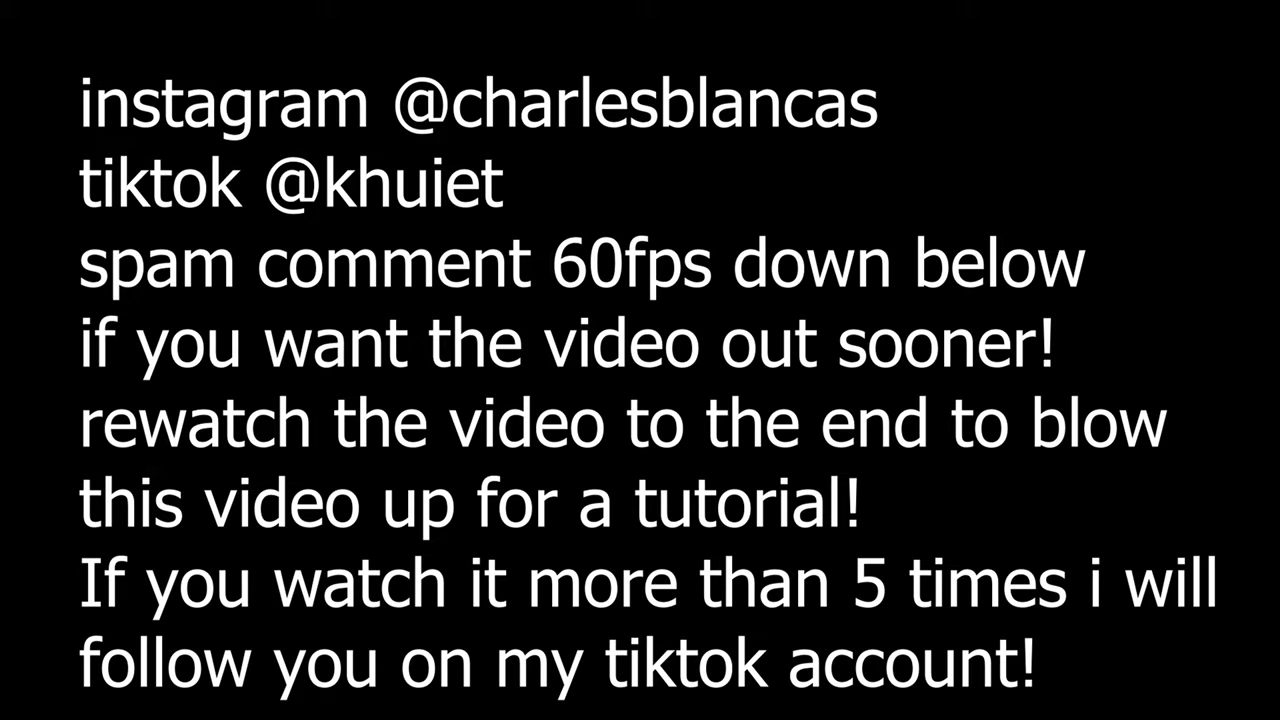 instagram @charlesblancas
tiktok @khuiet
spam comment 60fps down below
if you want the video out sooner!
rewatch the video to the end to blow
this video up for a tutorial!
If you watch it more than 5 times i will
follow you on my tiktok account!